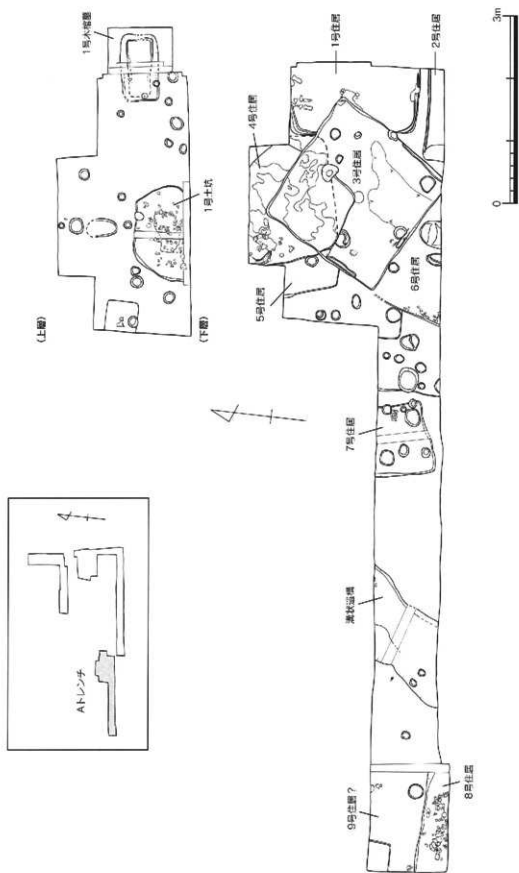 (上層)
1号木棺墓
1号土坑
(下層)
1号住居
2号住居
3号住居
4号住居
5号住居
6号住居
7号住居
溝状遺構
8号住居
9号住居?
Aトレンチ
0
3m